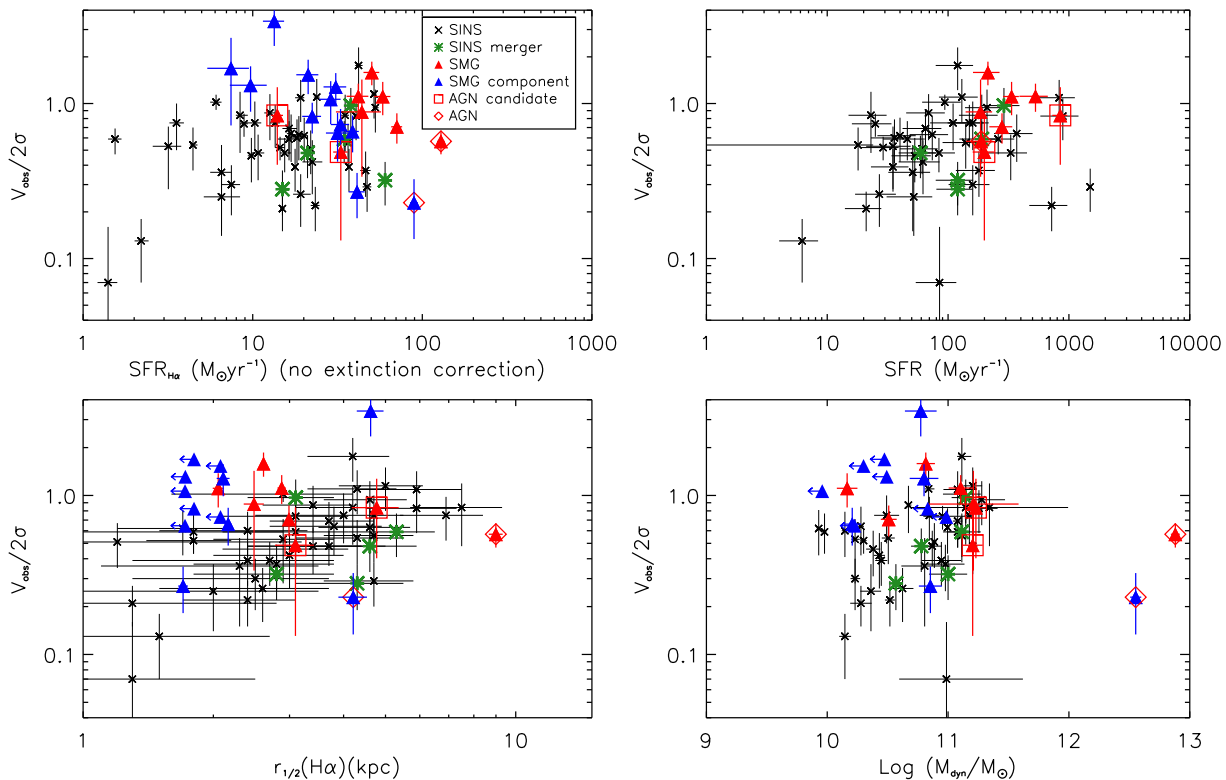 1.0
0.1
V_obs/2σ
1 10 100 1000
SFR_Hα (M_⊙yr⁻¹) (no extinction correction)
SINS
SINS merger
SMG
SMG component
AGN candidate
AGN
1.0
0.1
V_obs/2σ
1 10 100 1000 10000
SFR (M_⊙yr⁻¹)
1.0
0.1
V_obs/2σ
1 10
r_1/2(Hα)(kpc)
1.0
0.1
V_obs/2σ
9 10 11 12 13
Log (M_dyn/M_⊙)